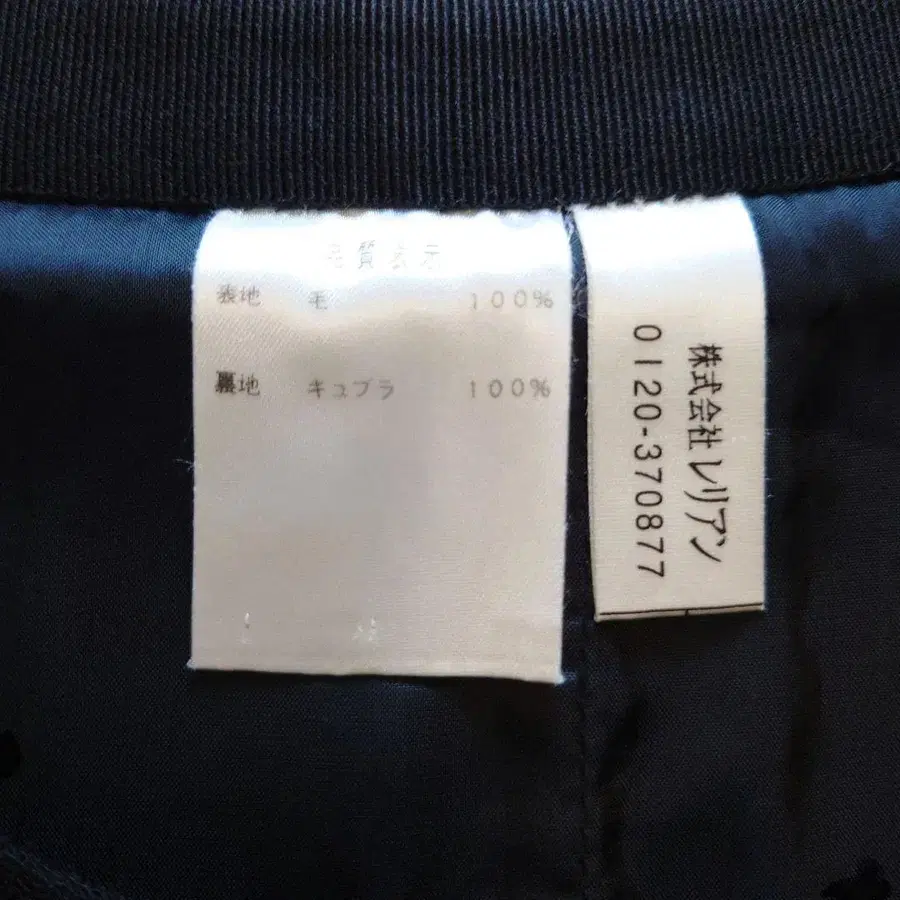 品質表示
表地 毛 100%
裏地 キュプラ 100%
株式会社レリアン
0120-370877